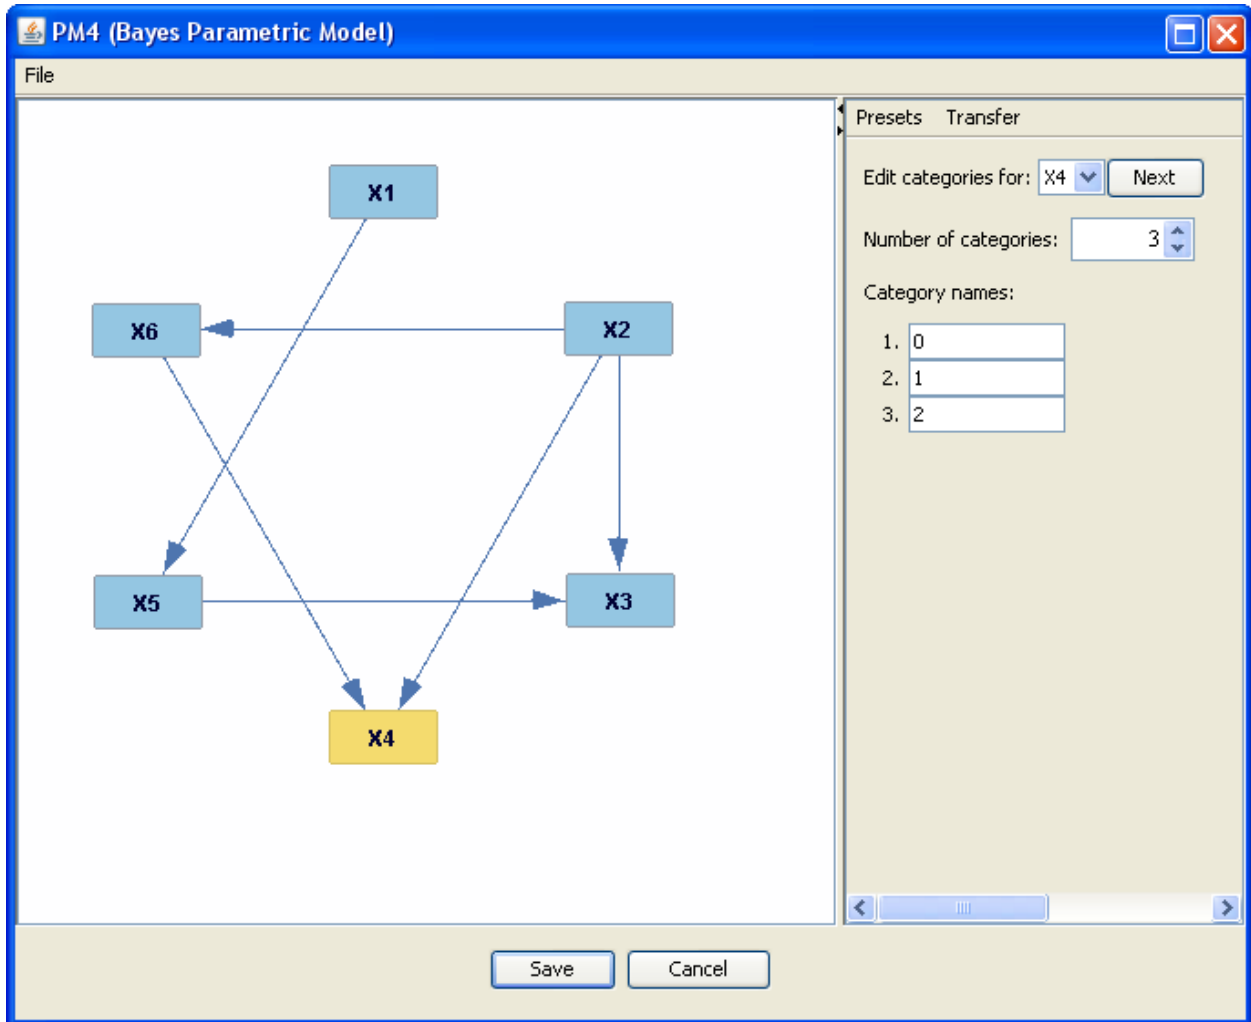 PM4 (Bayes Parametric Model)
File
Presets Transfer
Edit categories for: X4 Next
Number of categories: 3
Category names:
1. 0
2. 1
3. 2
X1
X6 X2
X5 X3
X4
Save Cancel